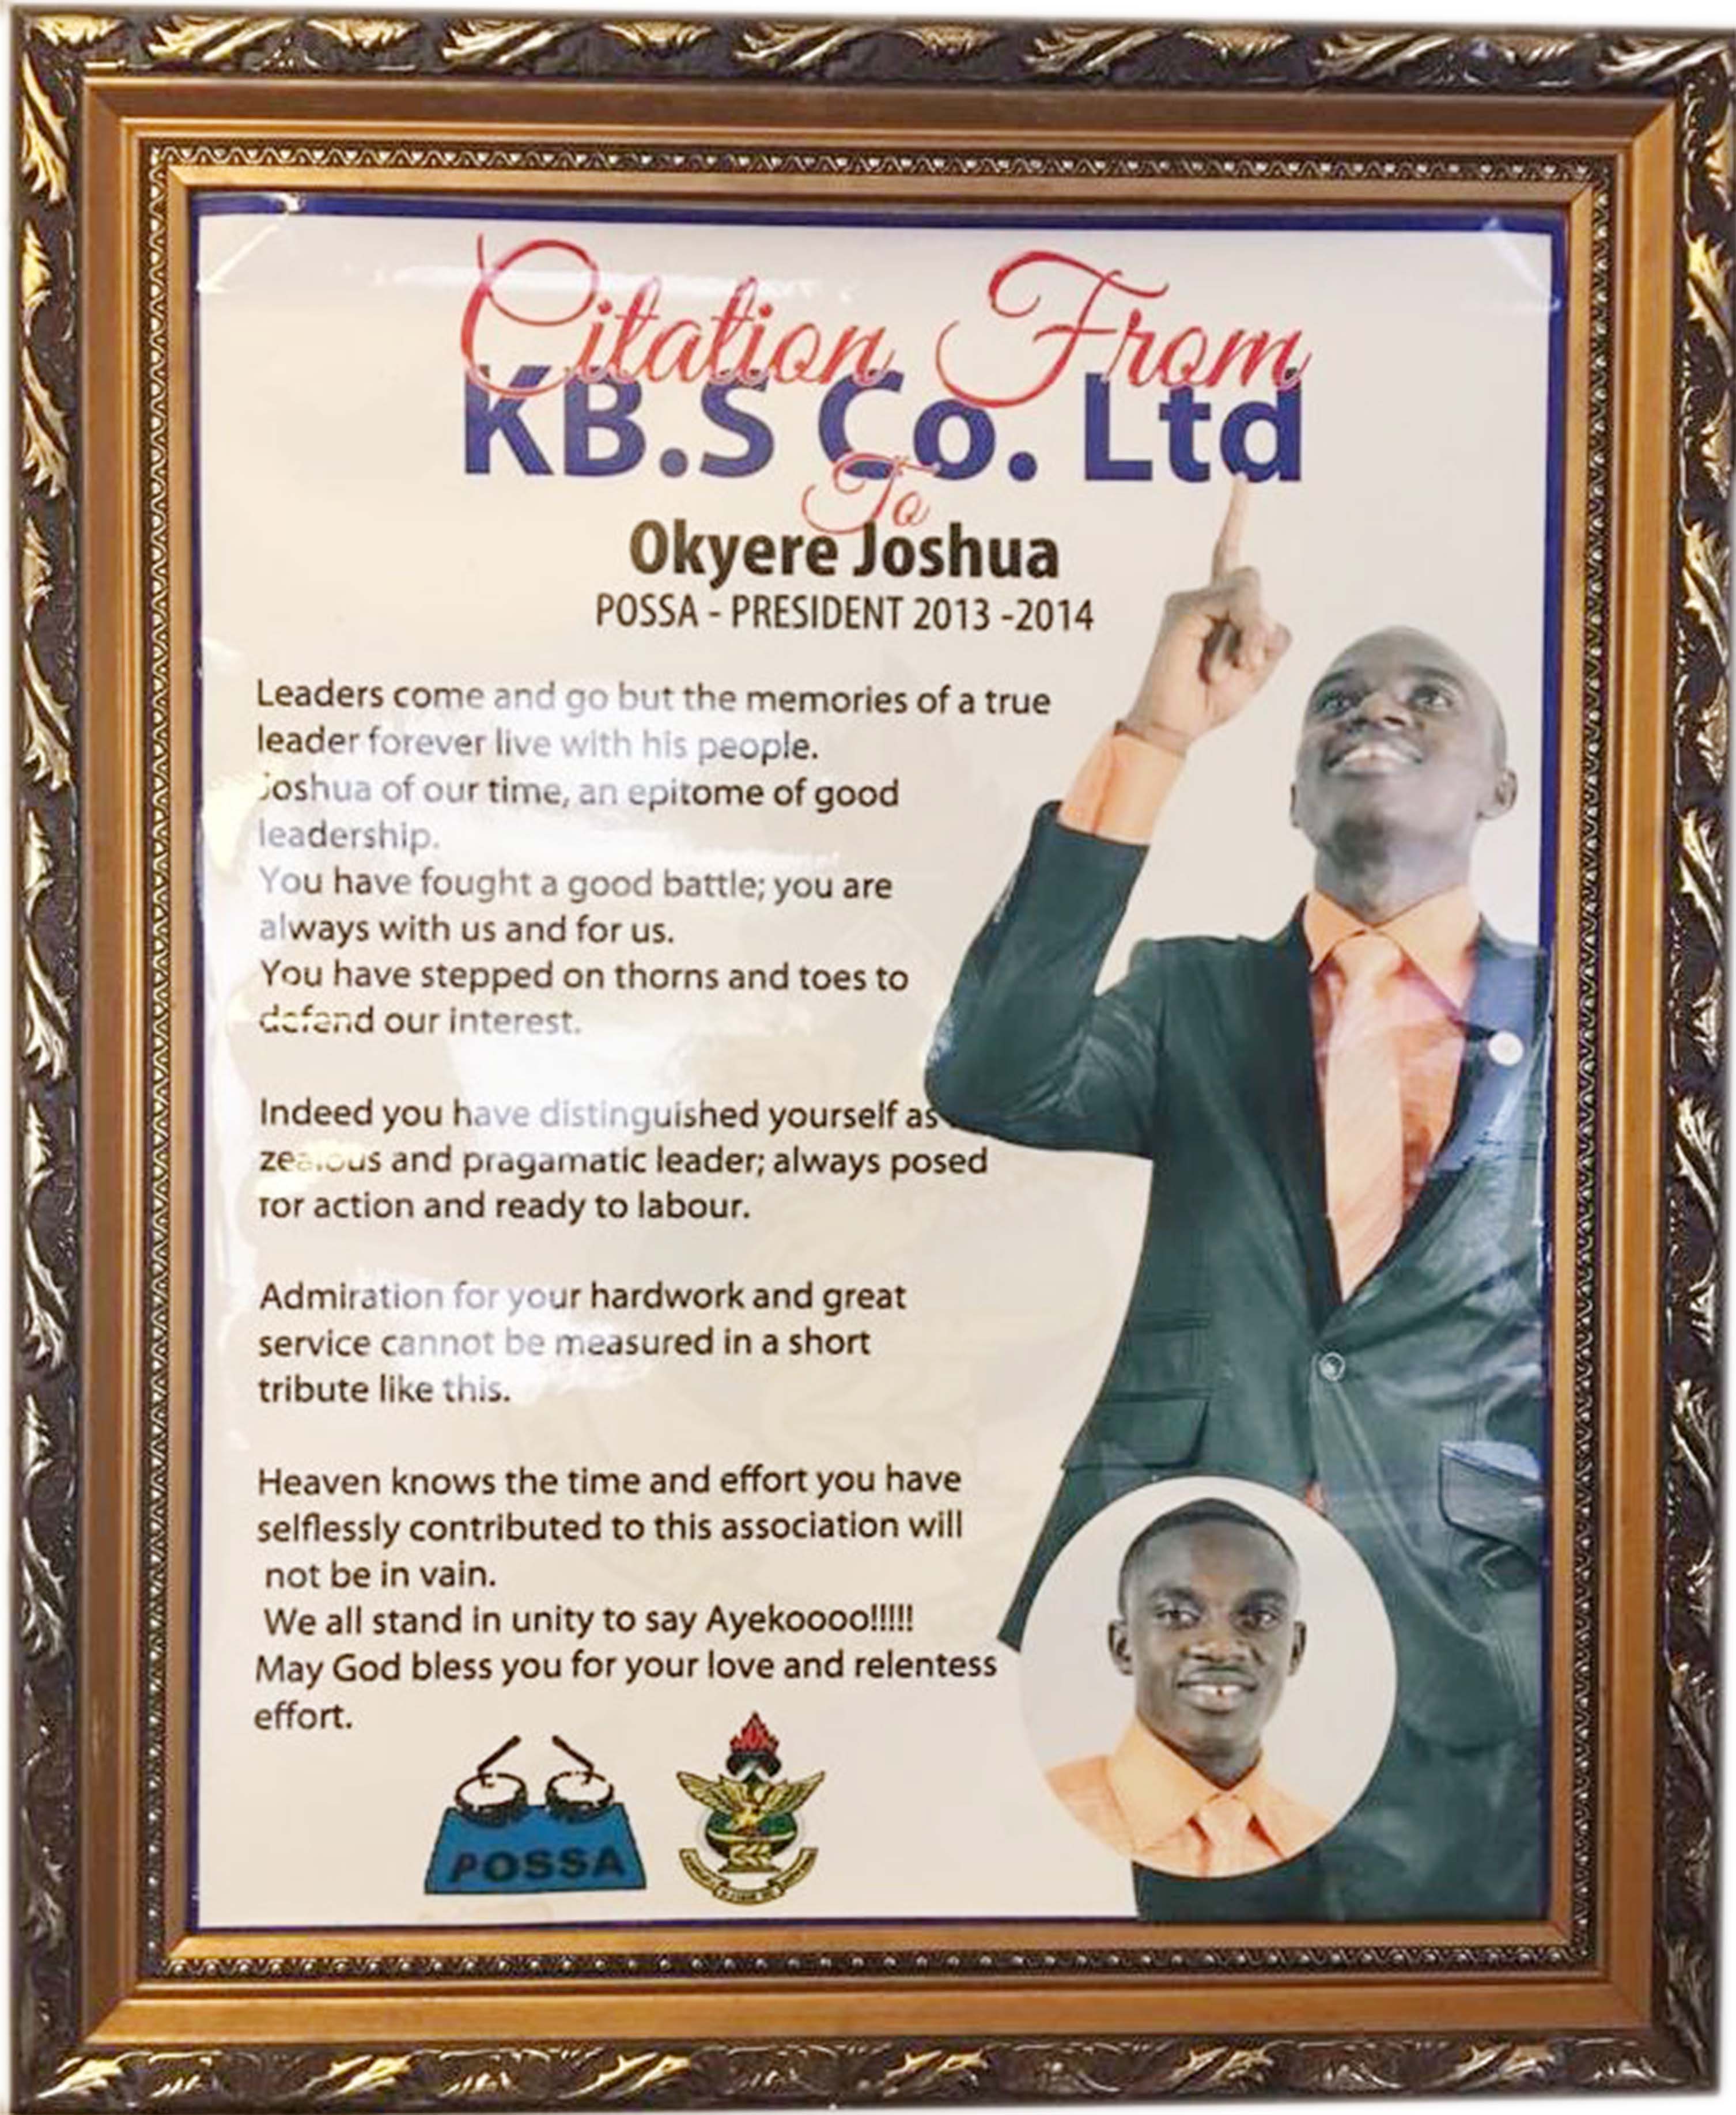 Citation From
KB.S Co. Ltd
To
Okyere Joshua
POSSA - PRESIDENT 2013 -2014
Leaders come and go but the memories of a true
leader forever live with his people.
Joshua of our time, an epitome of good
leadership.
You have fought a good battle; you are
always with us and for us.
You have stepped on thorns and toes to
defend our interest.
Indeed you have distinguished yourself as
zealous and pragamatic leader; always posed
for action and ready to labour.
Admiration for your hardwork and great
service cannot be measured in a short
tribute like this.
Heaven knows the time and effort you have
selflessly contributed to this association will
not be in vain.
We all stand in unity to say Ayekoooo!!!!!
May God bless you for your love and relentess
effort.
POSSA